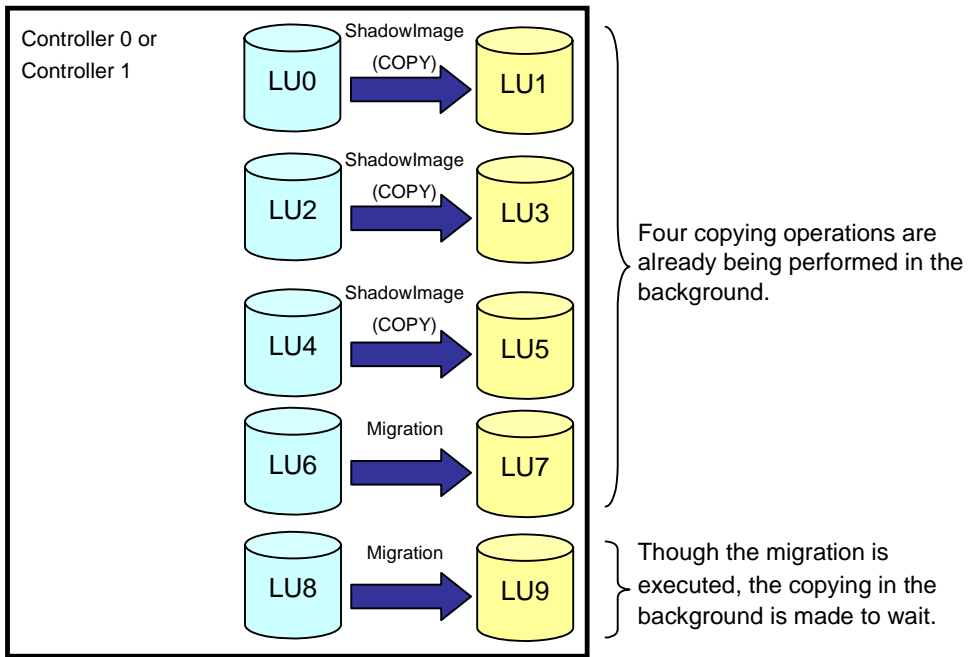 Controller 0 or
Controller 1
ShadowImage
(COPY)
LU0
LU1
ShadowImage
(COPY)
LU2
LU3
ShadowImage
(COPY)
LU4
LU5
Migration
LU6
LU7
Migration
LU8
LU9
Four copying operations are
already being performed in the
background.
Though the migration is
executed, the copying in the
background is made to wait.